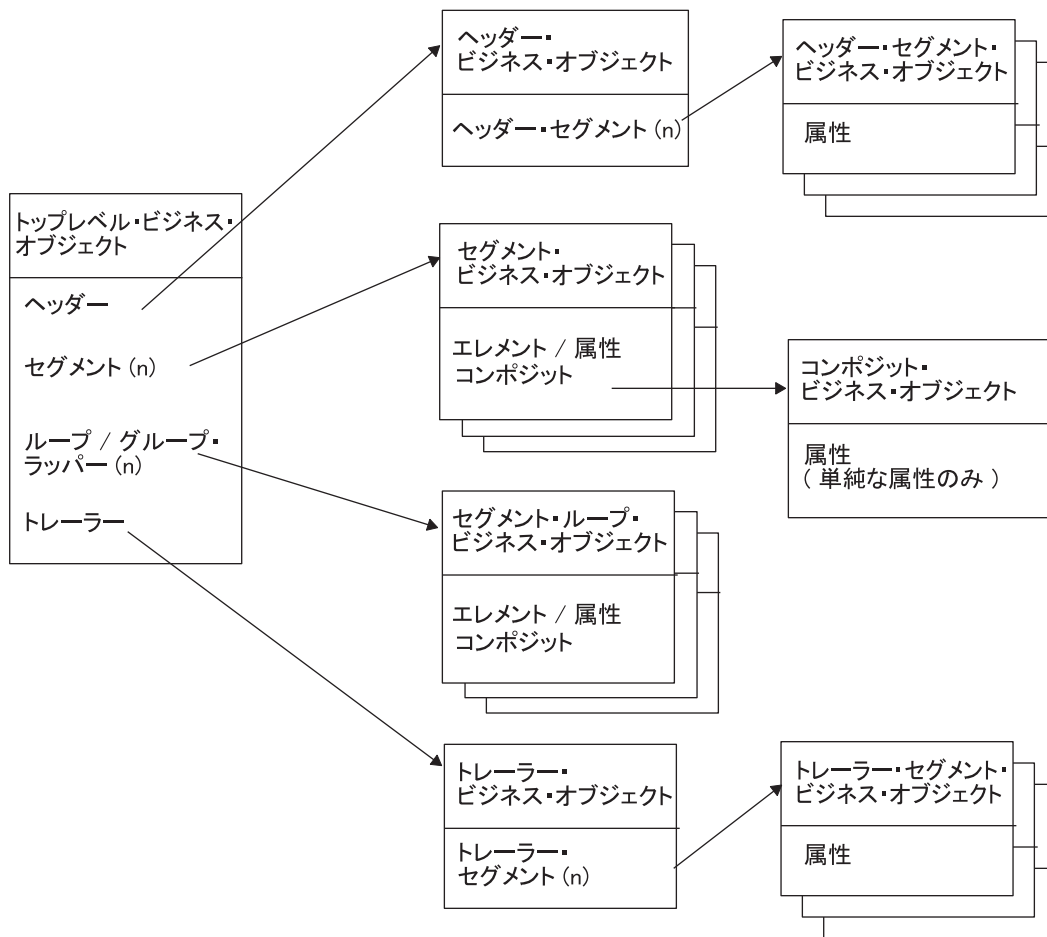 ヘッダー・
ビジネス・オブジェクト
ヘッダー・セグメント (n)
ヘッダー・セグメント・
ビジネス・オブジェクト
属性
トップレベル・ビジネス・
オブジェクト
ヘッダー
セグメント (n)
ループ / グループ・
ラッパー (n)
トレーラー
セグメント・
ビジネス・オブジェクト
エレメント / 属性
コンポジット
コンポジット・
ビジネス・オブジェクト
属性
( 単純な属性のみ )
セグメント・ループ・
ビジネス・オブジェクト
エレメント / 属性
コンポジット
トレーラー・
ビジネス・オブジェクト
トレーラー・
セグメント (n)
トレーラー・セグメント・
ビジネス・オブジェクト
属性